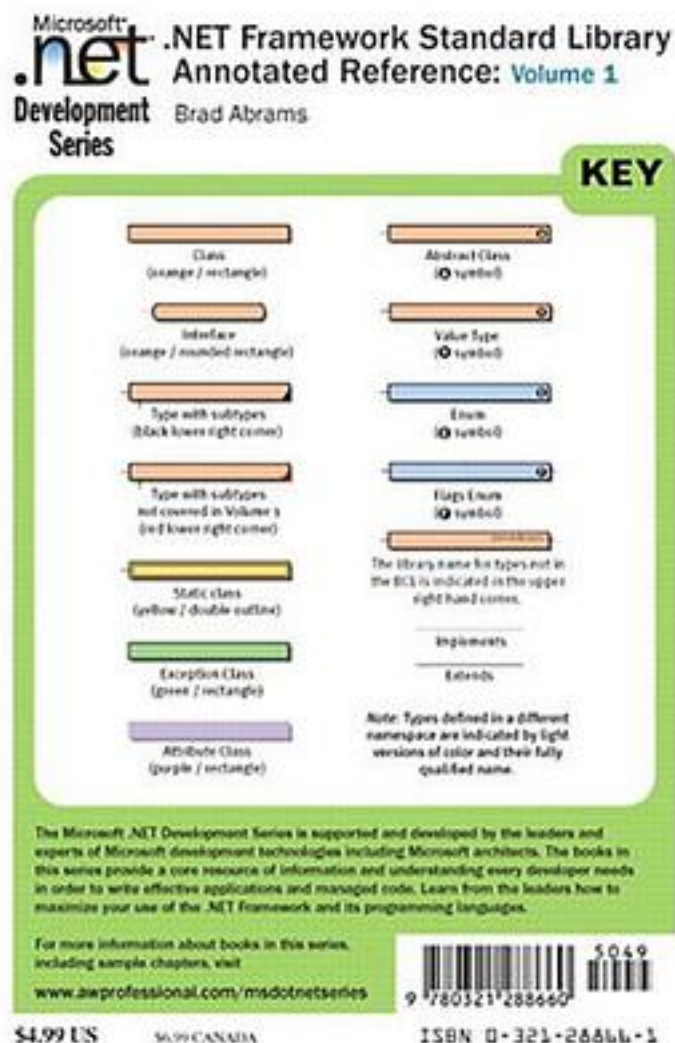 Microsoft
.net
Development
Series
.NET Framework Standard Library
Annotated Reference: Volume 1
Brad Abrams
KEY
Class
(orange / rectangle)
Interface
(orange / rounded rectangle)
Type with subtypes
(black lower right corner)
Type with subtypes
not covered in Volume 1
(red lower right corner)
Static class
(yellow / double outline)
Exception Class
(green / rectangle)
Attribute Class
(purple / rectangle)
Abstract Class
(A symbol)
Value Type
(symbol)
Enum
(symbol)
Flags Enum
(symbol)
The library name for types not in
the BCL is indicated in the upper
right hand corner.
Implements
Extends
Note: Types defined in a different
namespace are indicated by light
versions of color and their fully
qualified name.
The Microsoft .NET Development Series is supported and developed by the leaders and
experts of Microsoft development technologies including Microsoft architects. The books in
this series provide a core resource of information and understanding every developer needs
in order to write effective applications and managed code. Learn from the leaders how to
maximize your use of the .NET Framework and its programming languages.
For more information about books in this series,
including sample chapters, visit
www.awprofessional.com/msdotnetseries
5049
9 780321 288660
$4.99 US
$6.99 CANADA
ISBN 0-321-28866-1